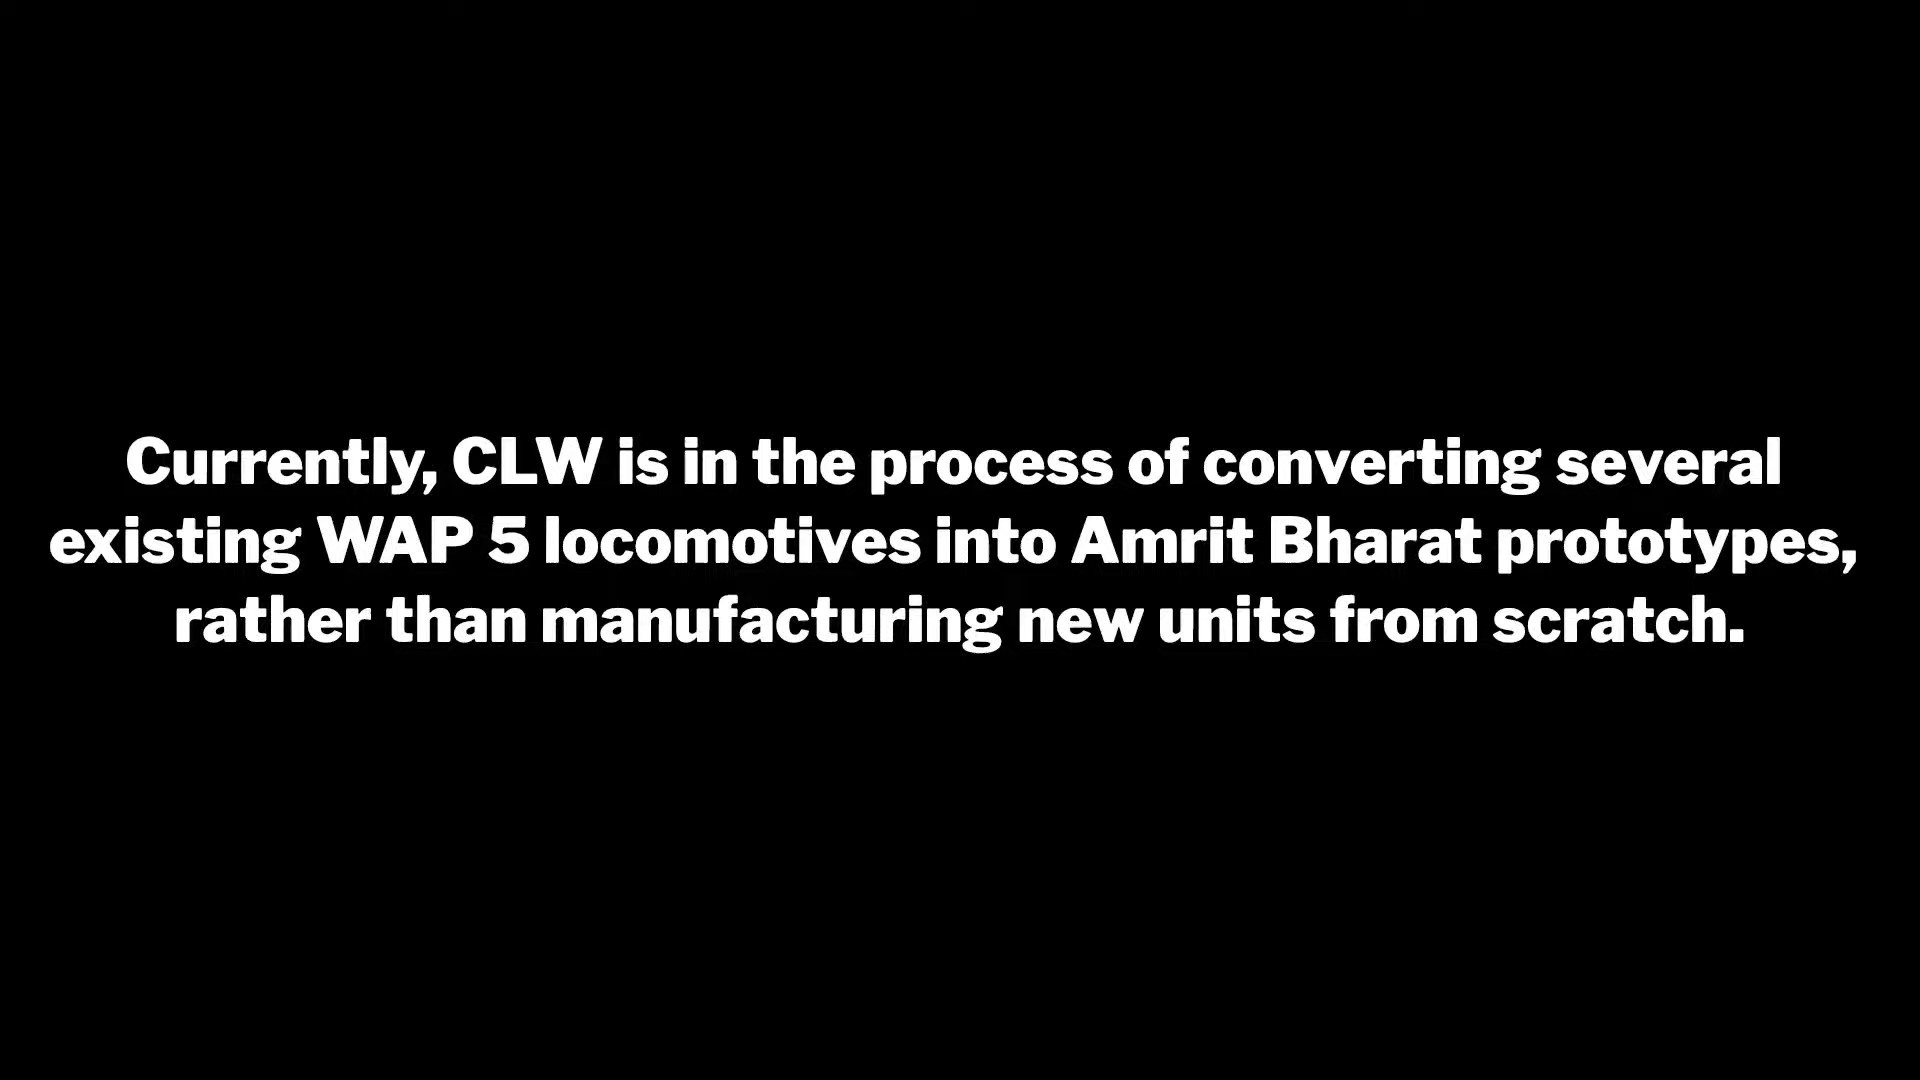 Currently, CLW is in the process of converting several
existing WAP 5 locomotives into Amrit Bharat prototypes,
rather than manufacturing new units from scratch.